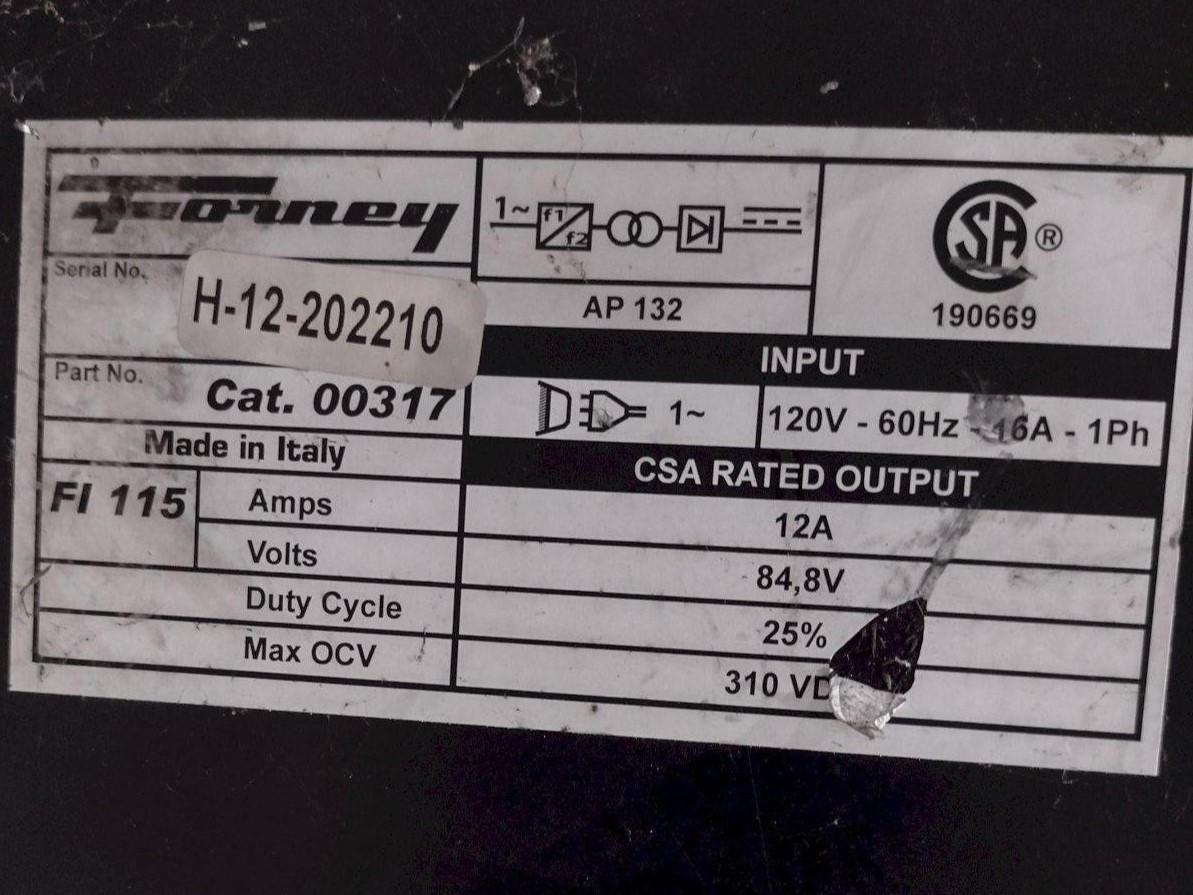 Forney
1~ f1 f2
CSA ®
190669
AP 132
Serial No.
H-12-202210
Part No.
Cat. 00317
Made in Italy
INPUT
1~ 120V - 60Hz - 16A - 1Ph
CSA RATED OUTPUT
FI 115 Amps 12A
Volts 84,8V
Duty Cycle 25%
Max OCV 310